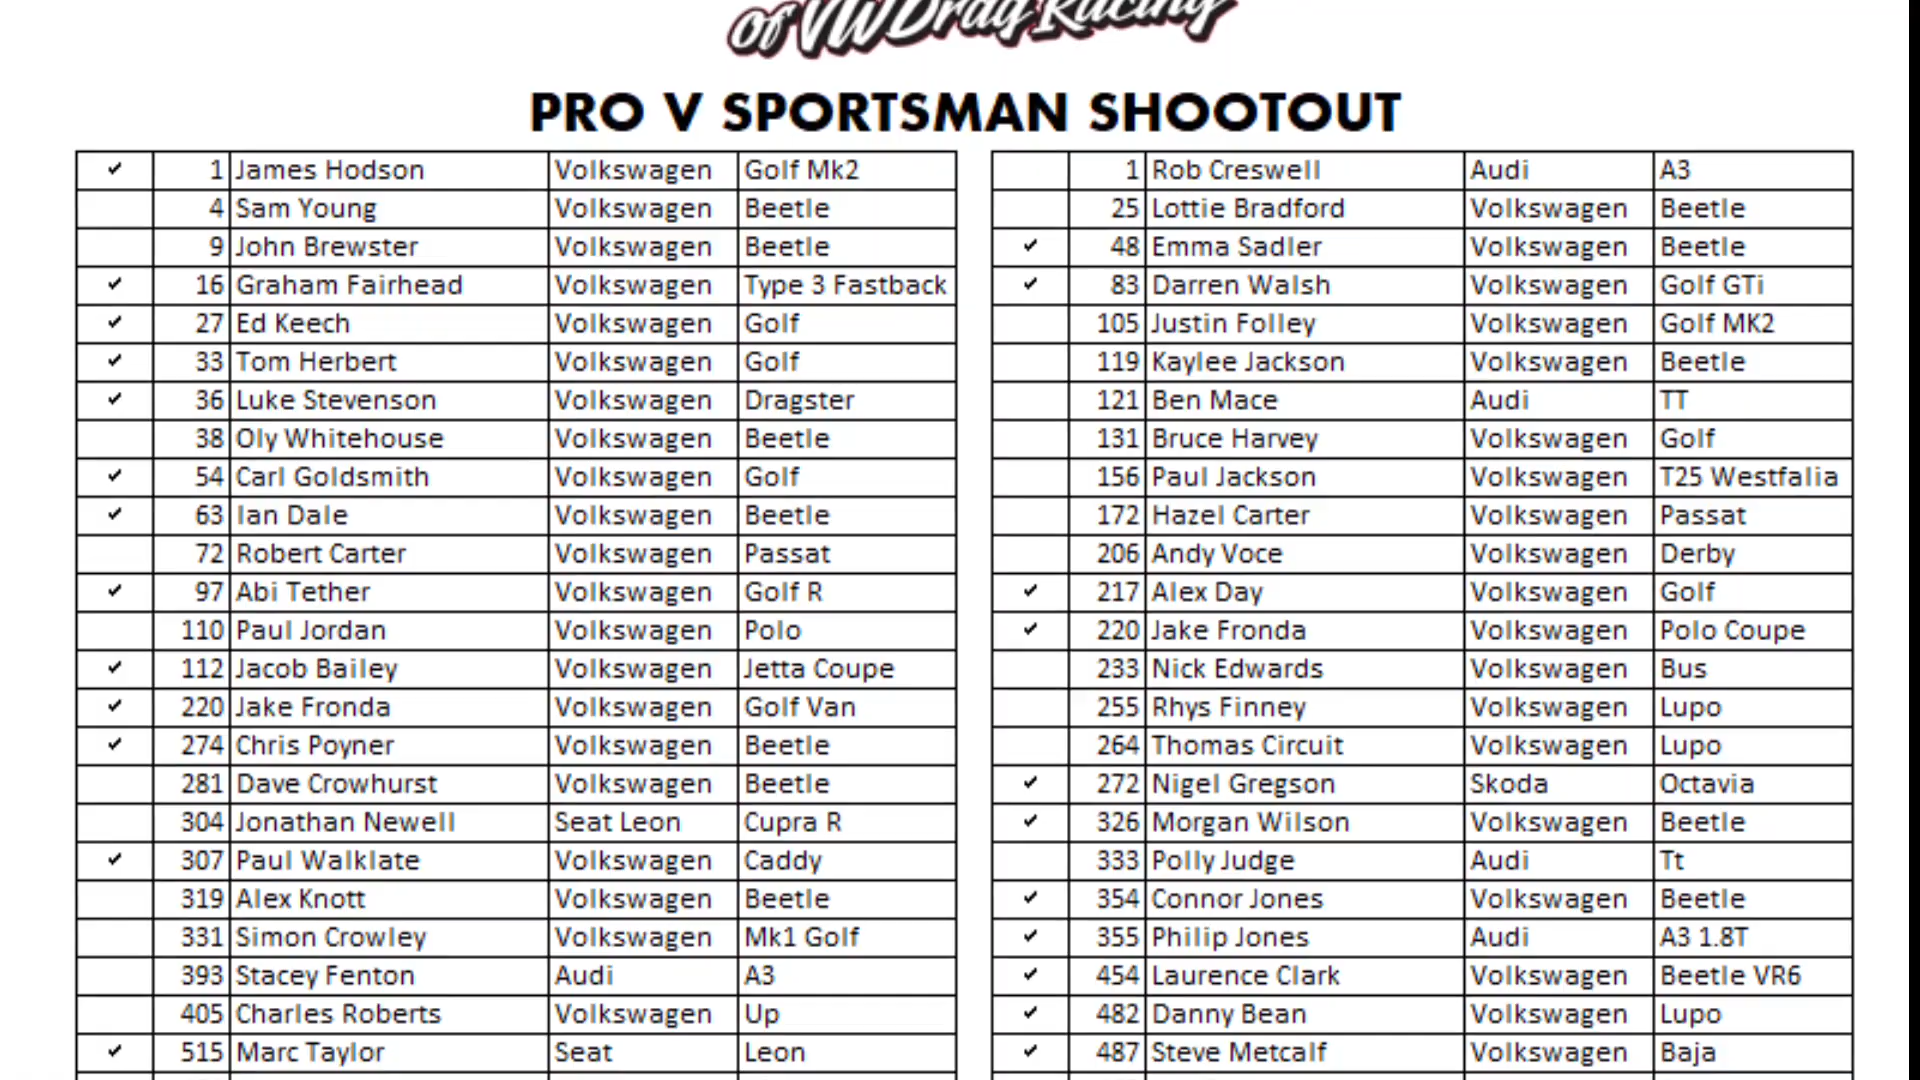 of VWDrag Racing
PRO V SPORTSMAN SHOOTOUT
✓ 1 James Hodson Volkswagen Golf Mk2
4 Sam Young Volkswagen Beetle
9 John Brewster Volkswagen Beetle
✓ 16 Graham Fairhead Volkswagen Type 3 Fastback
✓ 27 Ed Keech Volkswagen Golf
✓ 33 Tom Herbert Volkswagen Golf
✓ 36 Luke Stevenson Volkswagen Dragster
38 Oly Whitehouse Volkswagen Beetle
✓ 54 Carl Goldsmith Volkswagen Golf
✓ 63 Ian Dale Volkswagen Beetle
72 Robert Carter Volkswagen Passat
✓ 97 Abi Tether Volkswagen Golf R
110 Paul Jordan Volkswagen Polo
✓ 112 Jacob Bailey Volkswagen Jetta Coupe
✓ 220 Jake Fronda Volkswagen Golf Van
✓ 274 Chris Poyner Volkswagen Beetle
281 Dave Crowhurst Volkswagen Beetle
304 Jonathan Newell Seat Leon Cupra R
✓ 307 Paul Walklate Volkswagen Caddy
319 Alex Knott Volkswagen Beetle
331 Simon Crowley Volkswagen Mk1 Golf
393 Stacey Fenton Audi A3
405 Charles Roberts Volkswagen Up
✓ 515 Marc Taylor Seat Leon
1 Rob Creswell Audi A3
25 Lottie Bradford Volkswagen Beetle
✓ 48 Emma Sadler Volkswagen Beetle
✓ 83 Darren Walsh Volkswagen Golf GTi
105 Justin Folley Volkswagen Golf MK2
119 Kaylee Jackson Volkswagen Beetle
121 Ben Mace Audi TT
131 Bruce Harvey Volkswagen Golf
156 Paul Jackson Volkswagen T25 Westfalia
172 Hazel Carter Volkswagen Passat
206 Andy Voce Volkswagen Derby
✓ 217 Alex Day Volkswagen Golf
✓ 220 Jake Fronda Volkswagen Polo Coupe
233 Nick Edwards Volkswagen Bus
255 Rhys Finney Volkswagen Lupo
264 Thomas Circuit Volkswagen Lupo
✓ 272 Nigel Gregson Skoda Octavia
✓ 326 Morgan Wilson Volkswagen Beetle
333 Polly Judge Audi Tt
✓ 354 Connor Jones Volkswagen Beetle
✓ 355 Philip Jones Audi A3 1.8T
✓ 454 Laurence Clark Volkswagen Beetle VR6
✓ 482 Danny Bean Volkswagen Lupo
✓ 487 Steve Metcalf Volkswagen Baja